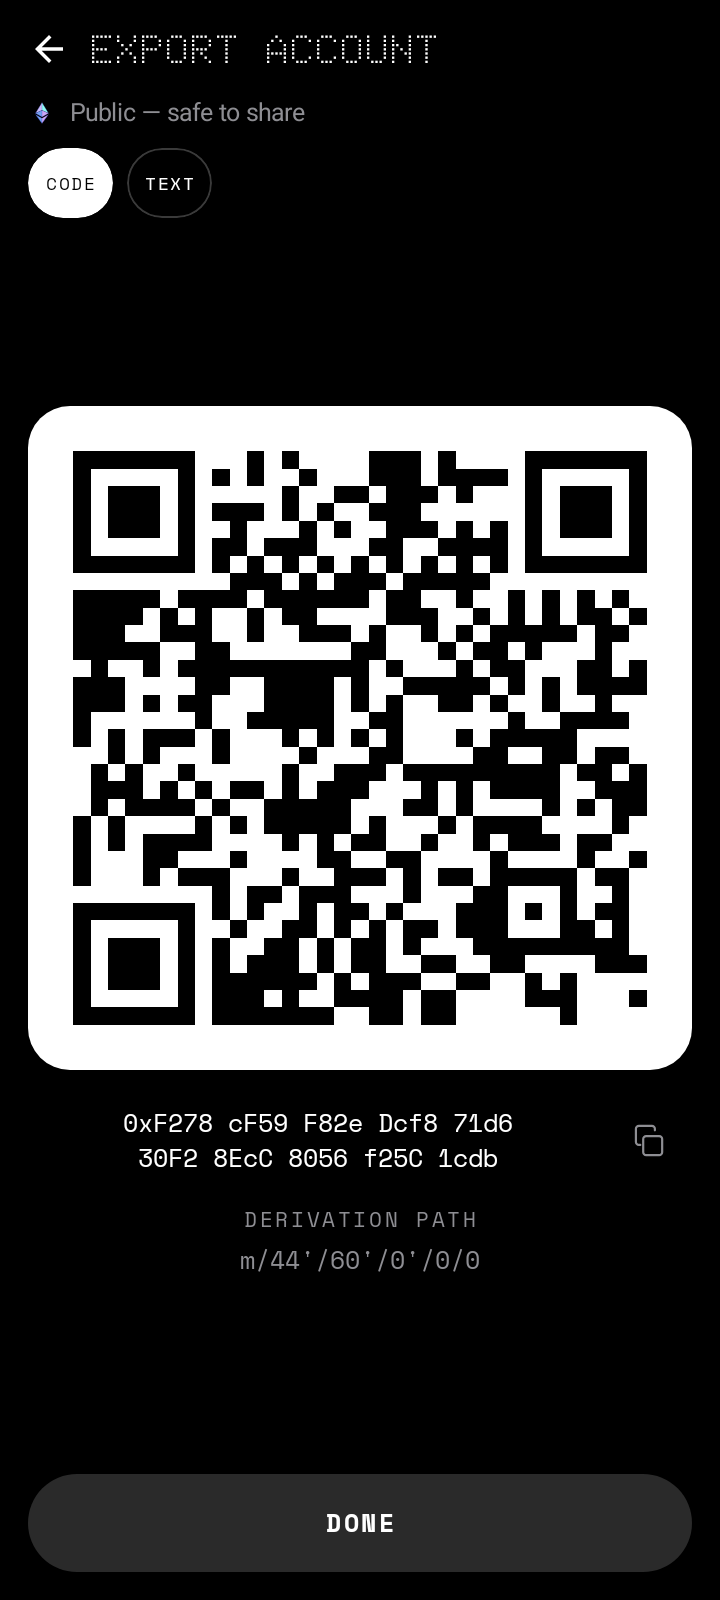 EXPORT ACCOUNT
Public — safe to share
CODE
TEXT
0xF278 cF59 F82e Dcf8 71d6
30F2 8EcC 8056 f25C 1cdb
DERIVATION PATH
m/44'/60'/0'/0/0
DONE